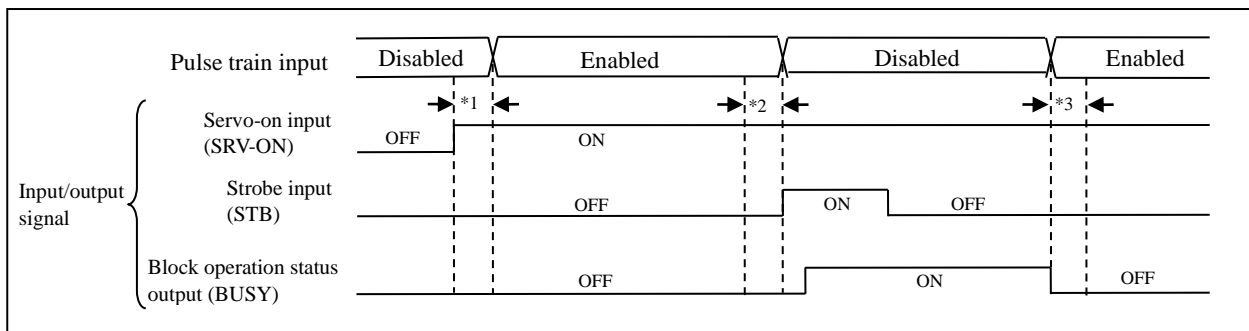 Pulse train input
Disabled
Enabled
Disabled
Enabled
*1
*2
*3
Input/output
signal
Servo-on input
(SRV-ON)
OFF
ON
Strobe input
(STB)
OFF
ON
OFF
Block operation status
output (BUSY)
OFF
ON
OFF